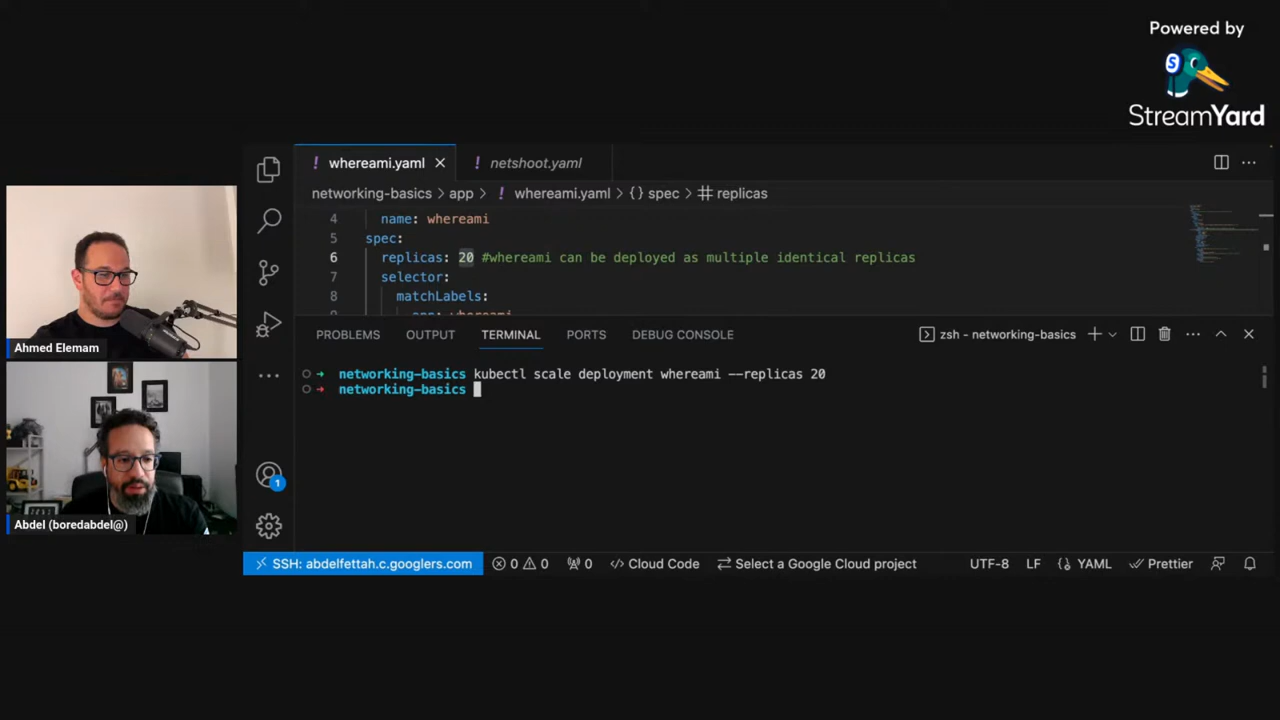 Powered by
S
StreamYard
! whereami.yaml ×
! netshoot.yaml
networking-basics > app > ! whereami.yaml > {} spec > # replicas
4 name: whereami
5 spec:
6 replicas: 20 #whereami can be deployed as multiple identical replicas
7 selector:
8 matchLabels:
app: whereami
PROBLEMS OUTPUT TERMINAL PORTS DEBUG CONSOLE
zsh - networking-basics
networking-basics kubectl scale deployment whereami --replicas 20
networking-basics
Ahmed Elemam
Abdel (boredabdel@)
1
SSH: abdelfettah.c.googlers.com
0 0
0
</> Cloud Code
Select a Google Cloud project
UTF-8 LF {} YAML Prettier